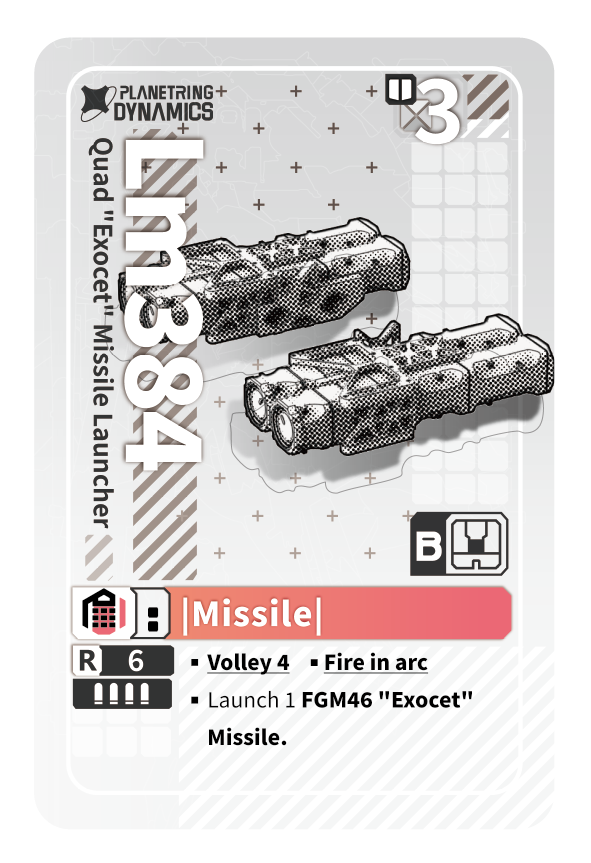 PLANETRING
DYNAMICS
3
Lm384
Quad "Exocet" Missile Launcher
B
|Missile|
R 6
▪ Volley 4 ▪ Fire in arc
▪ Launch 1 FGM46 "Exocet"
Missile.